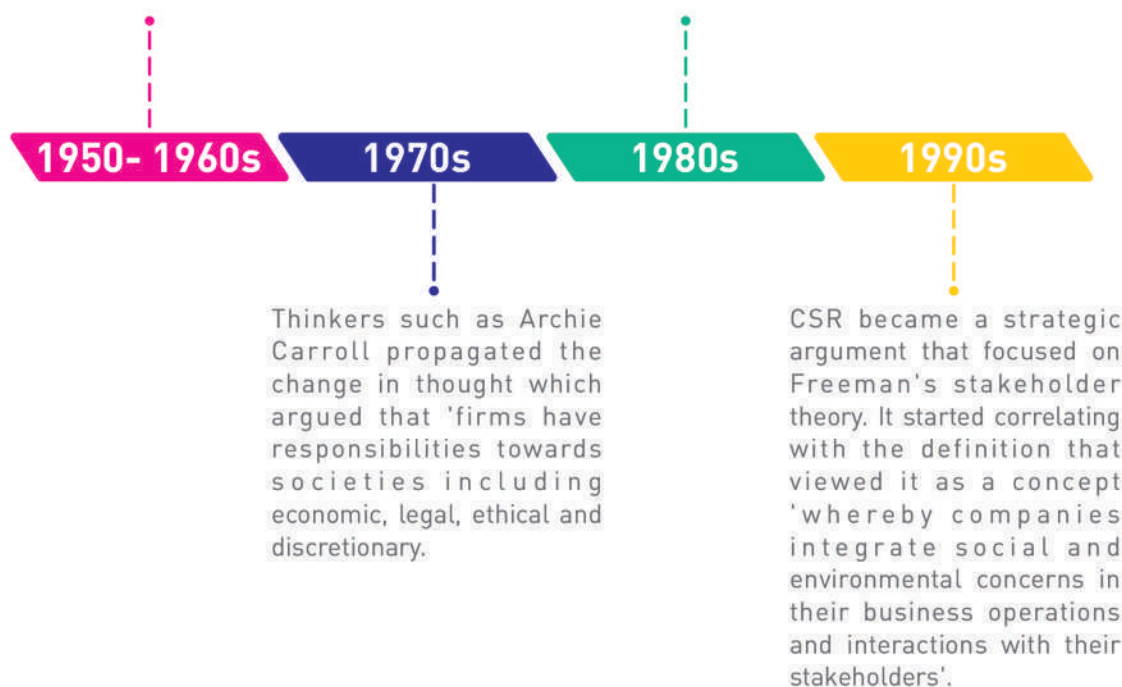 1950- 1960s
1970s
1980s
1990s
Thinkers such as Archie
Carroll propagated the
change in thought which
argued that 'firms have
responsibilities towards
societies including
economic, legal, ethical and
discretionary.
CSR became a strategic
argument that focused on
Freeman's stakeholder
theory. It started correlating
with the definition that
viewed it as a concept
'whereby companies
integrate social and
environmental concerns in
their business operations
and interactions with their
stakeholders'.